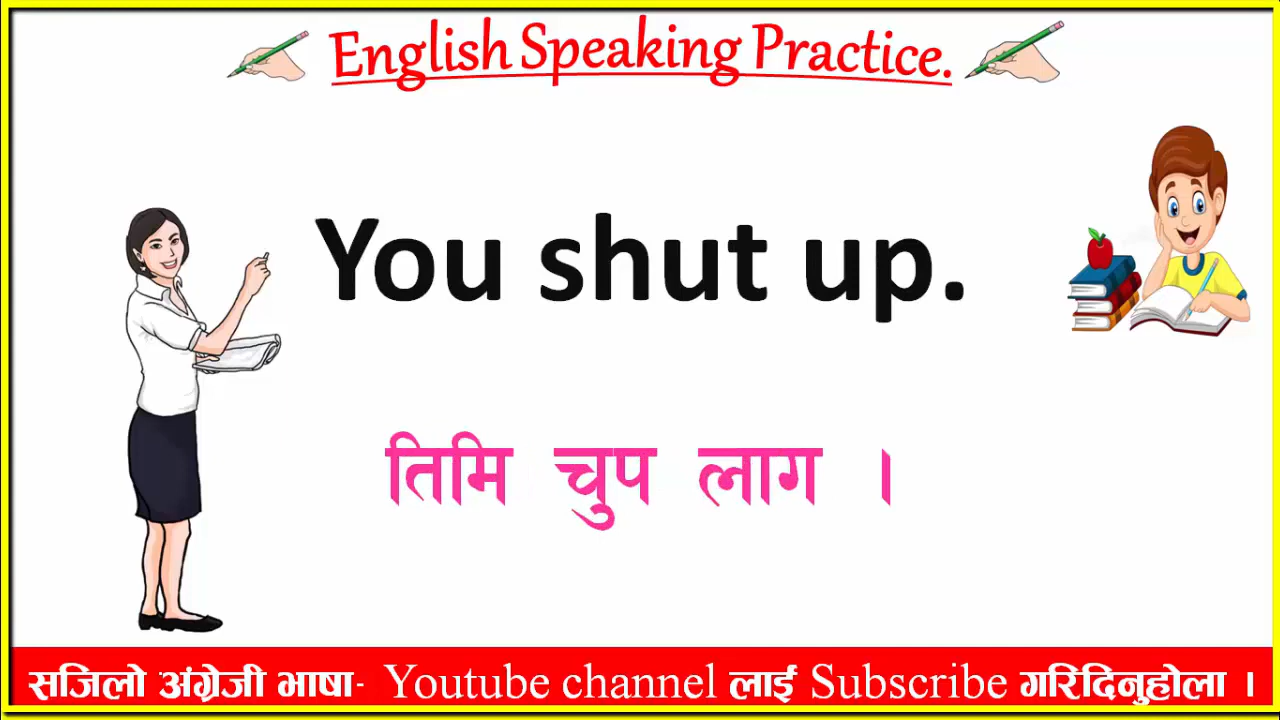 English Speaking Practice.
You shut up.
तिमि चुप लाग ।
सजिलो अंग्रेजी भाषा- Youtube channel लाई Subscribe गरिदिनुहोला ।